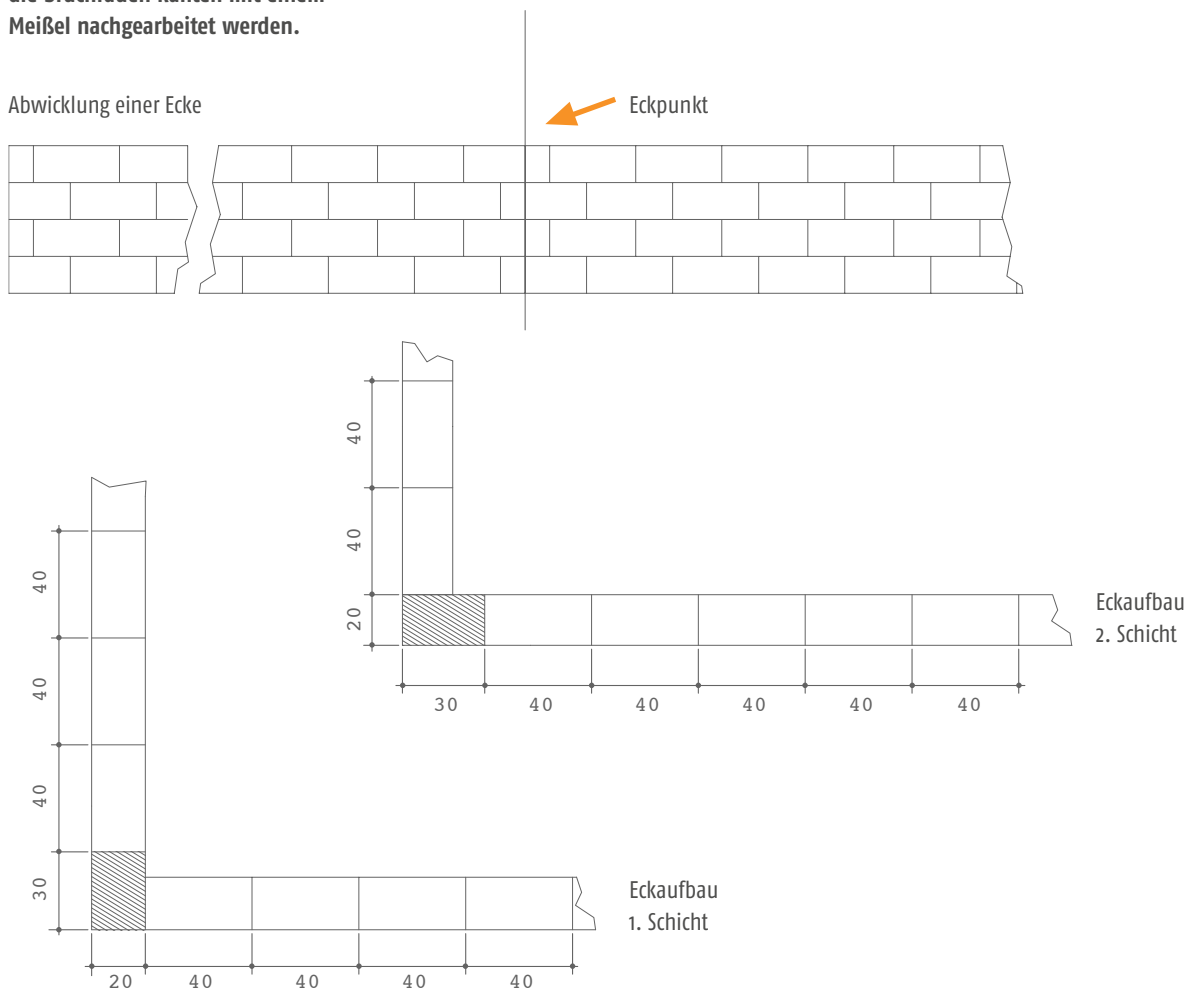 Meißel nachgearbeitet werden.
Abwicklung einer Ecke
Eckpunkt
40
40
20
Eckaufbau
2. Schicht
30 40 40 40 40 40
40
40
40
30
Eckaufbau
1. Schicht
20 40 40 40 40